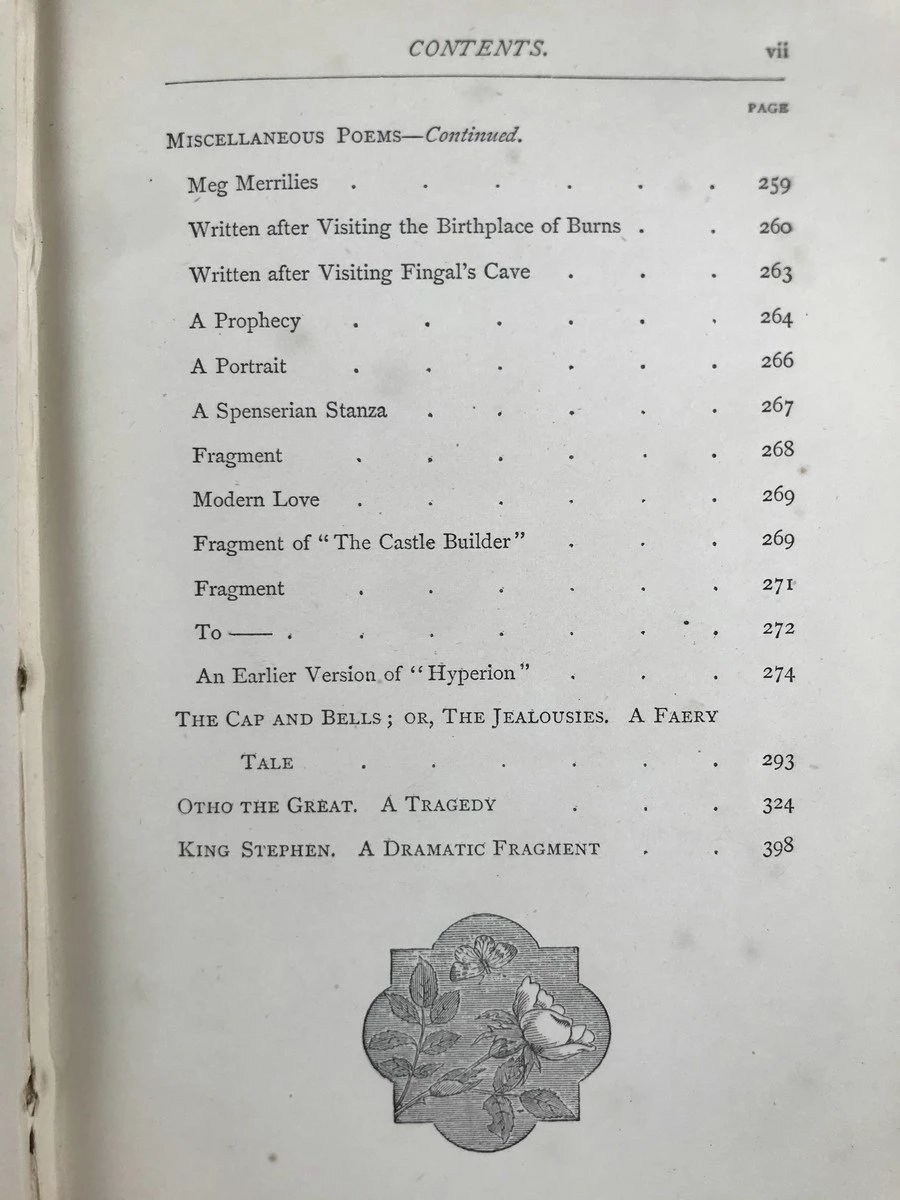 CONTENTS. vii
PAGE
MISCELLANEOUS POEMS—Continued.
Meg Merrilies . . . . . . 259
Written after Visiting the Birthplace of Burns . . 260
Written after Visiting Fingal's Cave . . . 263
A Prophecy . . . . . . 264
A Portrait . . . . . . 266
A Spenserian Stanza . . . . . 267
Fragment . . . . . . 268
Modern Love . . . . . . 269
Fragment of "The Castle Builder" . . . 269
Fragment . . . . . . 271
To —— . . . . . . . 272
An Earlier Version of "Hyperion" . . . 274
THE CAP AND BELLS; OR, THE JEALOUSIES. A FAERY
TALE . . . . . . 293
OTHO THE GREAT. A TRAGEDY . . . 324
KING STEPHEN. A DRAMATIC FRAGMENT . . 398